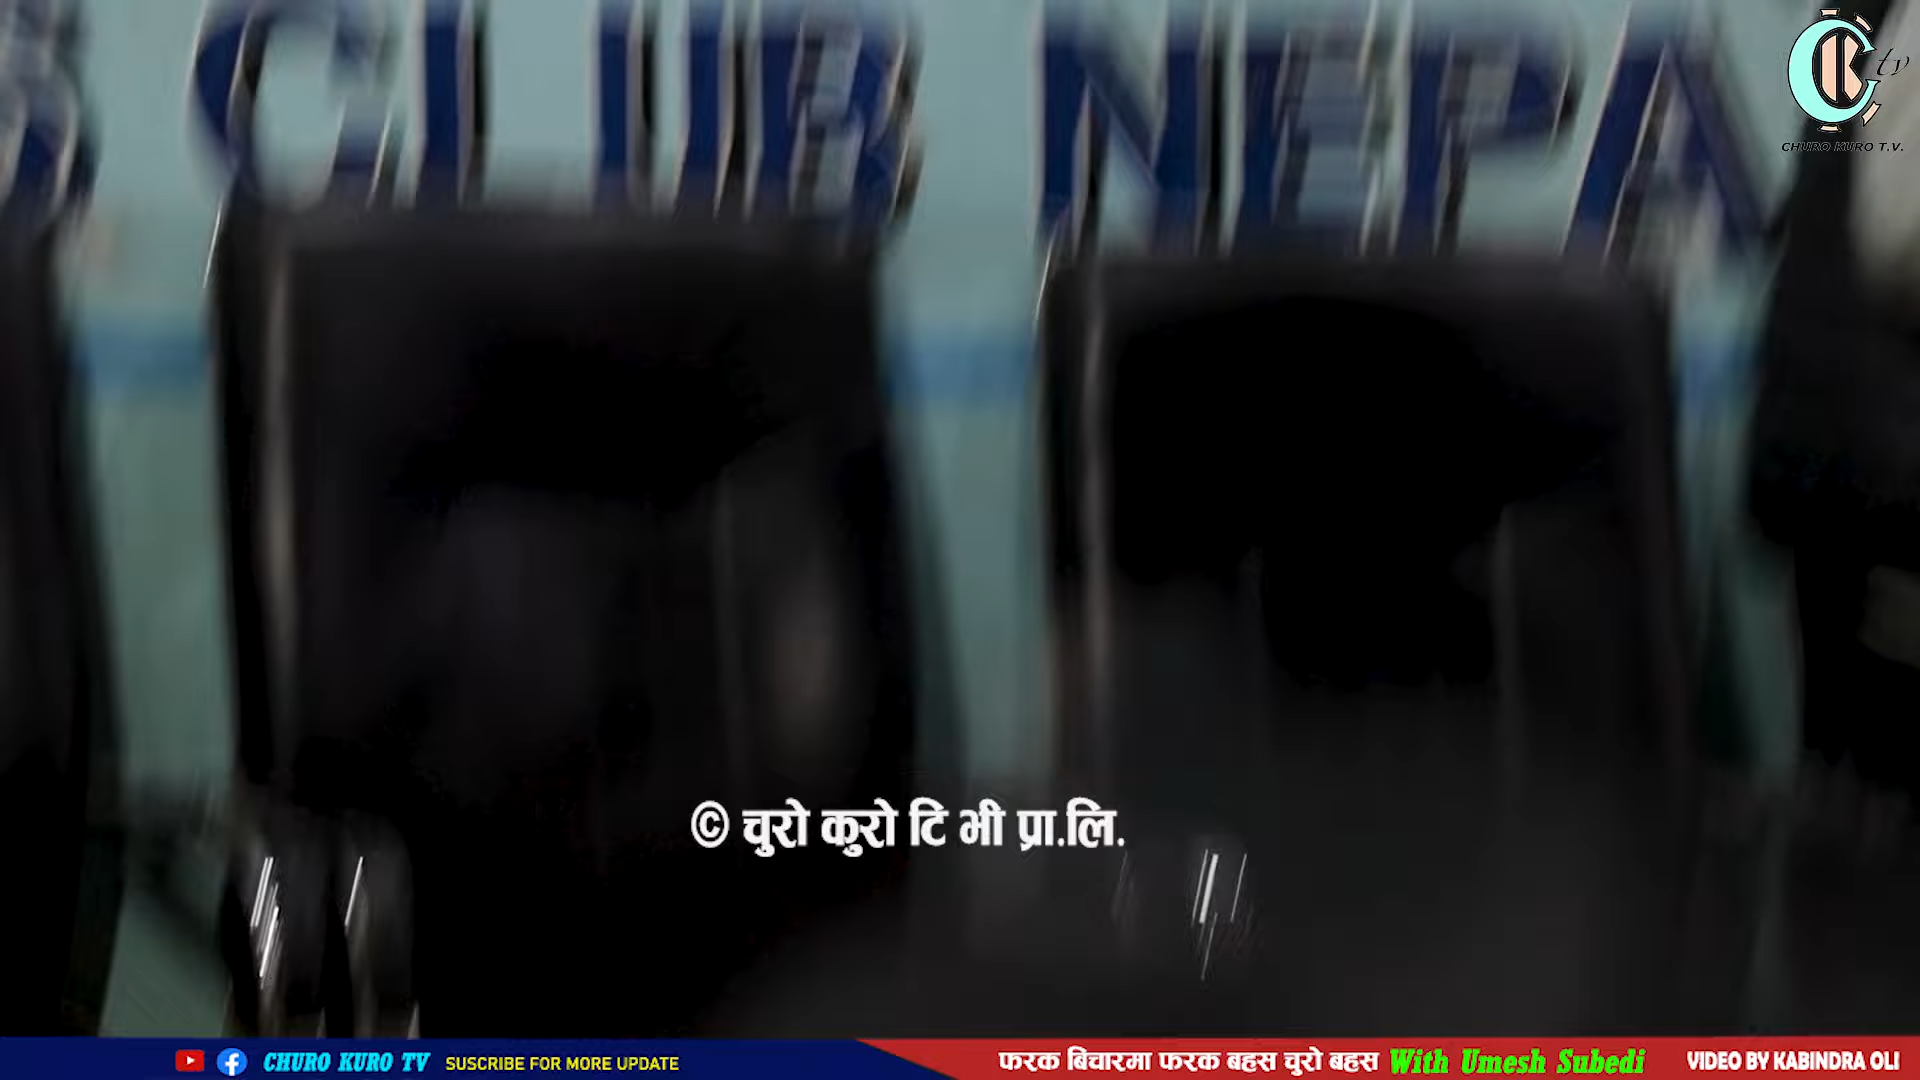 CLUB NEPA
tv
CHURO KURO T.V.
© चुरो कुरो टि भी प्रा.लि.
CHURO KURO TV SUSCRIBE FOR MORE UPDATE फरक बिचारमा फरक बहस चुरो बहस With Umesh Subedi VIDEO BY KABINDRA OLI